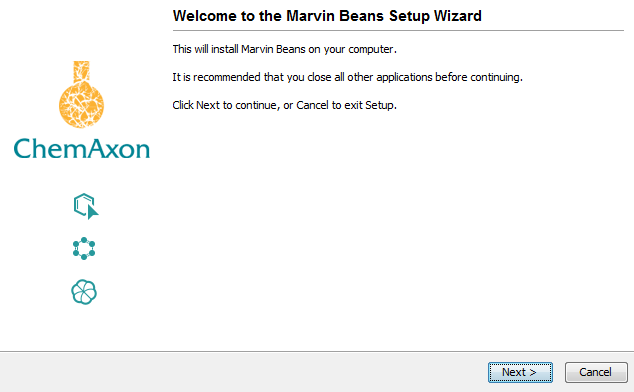 Welcome to the Marvin Beans Setup Wizard
This will install Marvin Beans on your computer.
It is recommended that you close all other applications before continuing.
Click Next to continue, or Cancel to exit Setup.
ChemAxon
Next >
Cancel